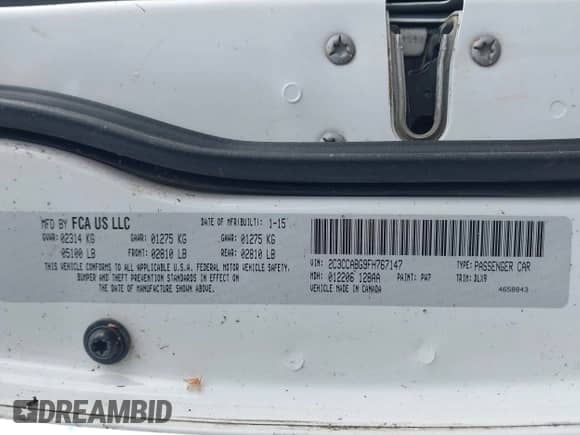 MFD BY FCA US LLC DATE OF MFR(BUILT): 1-15
GVWR: 02314 KG GAWR: 01275 KG GAWR: 01275 KG
05100 LB FRONT: 02810 LB REAR: 02810 LB
THIS VEHICLE CONFORMS TO ALL APPLICABLE U.S.A. FEDERAL MOTOR VEHICLE SAFETY,
BUMPER AND THEFT PREVENTION STANDARDS IN EFFECT ON
THE DATE OF MANUFACTURE SHOWN ABOVE.
VIN: 2C3CCABG9FH767147 TYPE: PASSENGER CAR
MDH: 012206 128AA PAINT: PW7 TRIM: DLX9
VEHICLE MADE IN CANADA 4658843
DREAMBID